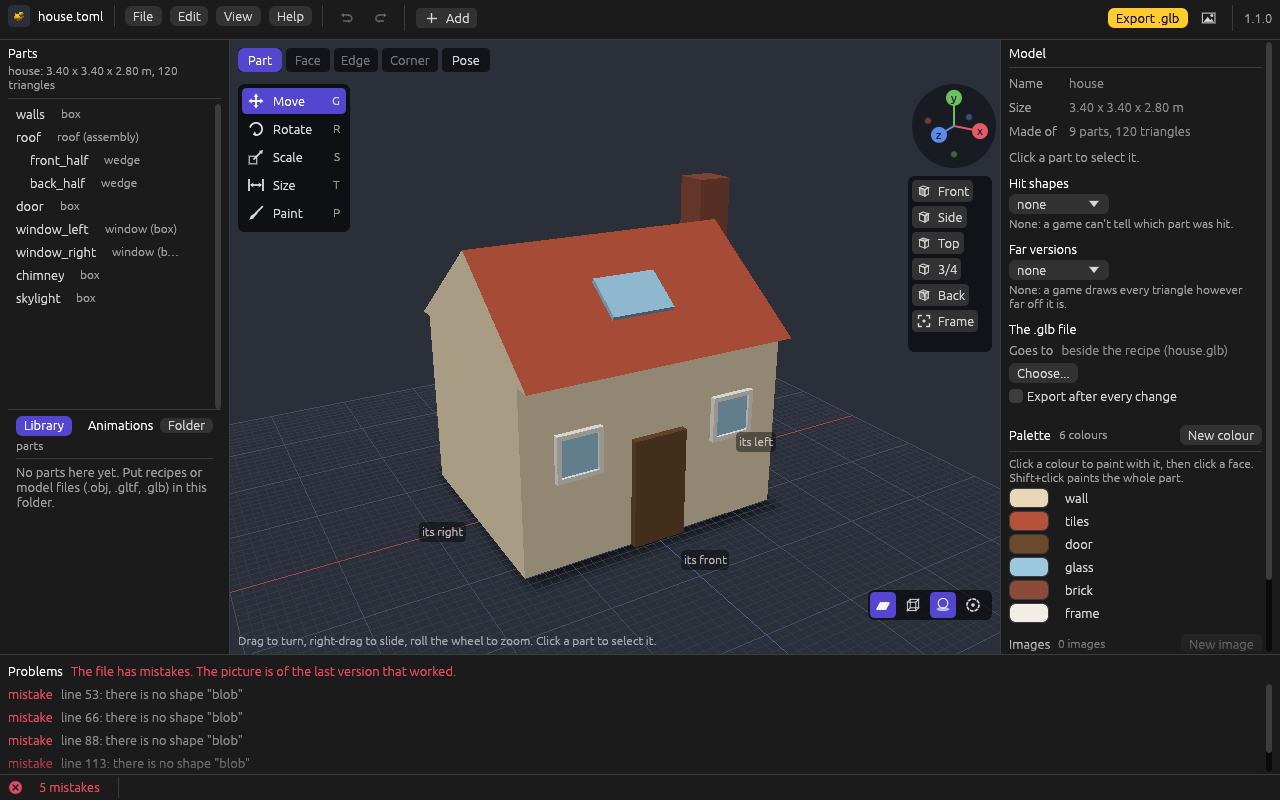 house.toml File Edit View Help + Add Export .glb 1.1.0
Parts
house: 3.40 x 3.40 x 2.80 m, 120
triangles
walls box
roof roof (assembly)
front_half wedge
back_half wedge
door box
window_left window (box)
window_right window (b...
chimney box
skylight box
Library Animations Folder
parts
No parts here yet. Put recipes or
model files (.obj, .gltf, .glb) in this
folder.
Part Face Edge Corner Pose
Move G
Rotate R
Scale S
Size T
Paint P
y
x
z
Front
Side
Top
3/4
Back
Frame
its left
its right
its front
Drag to turn, right-drag to slide, roll the wheel to zoom. Click a part to select it.
Model
Name house
Size 3.40 x 3.40 x 2.80 m
Made of 9 parts, 120 triangles
Click a part to select it.
Hit shapes
none
None: a game can't tell which part was hit.
Far versions
none
None: a game draws every triangle however
far off it is.
The .glb file
Goes to beside the recipe (house.glb)
Choose...
Export after every change
Palette 6 colours New colour
Click a colour to paint with it, then click a face.
Shift+click paints the whole part.
wall
tiles
door
glass
brick
frame
Images 0 images New image
Problems The file has mistakes. The picture is of the last version that worked.
mistake line 53: there is no shape "blob"
mistake line 66: there is no shape "blob"
mistake line 88: there is no shape "blob"
mistake line 113: there is no shape "blob"
5 mistakes